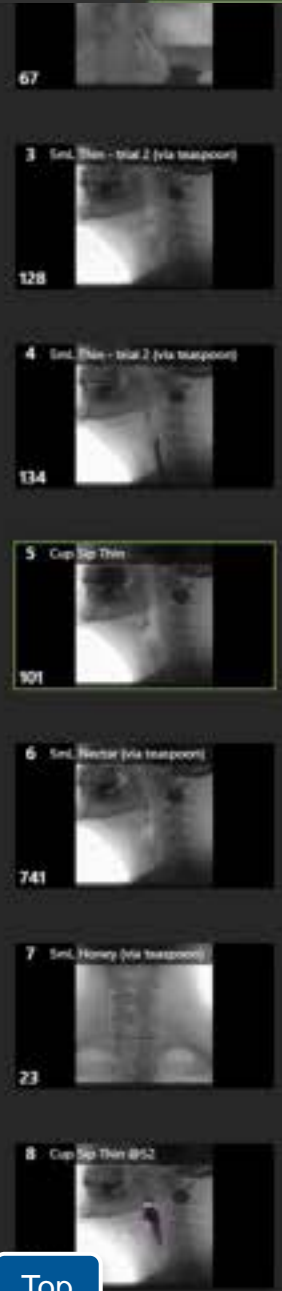 67
3 5mL Thin - trial 2 (via teaspoon)
128
4 5mL Thin - trial 2 (via teaspoon)
134
5 Cup Sip Thin
101
6 5mL Nectar (via teaspoon)
741
7 5mL Honey (via teaspoon)
23
8 Cup Sip Thin @52
Top